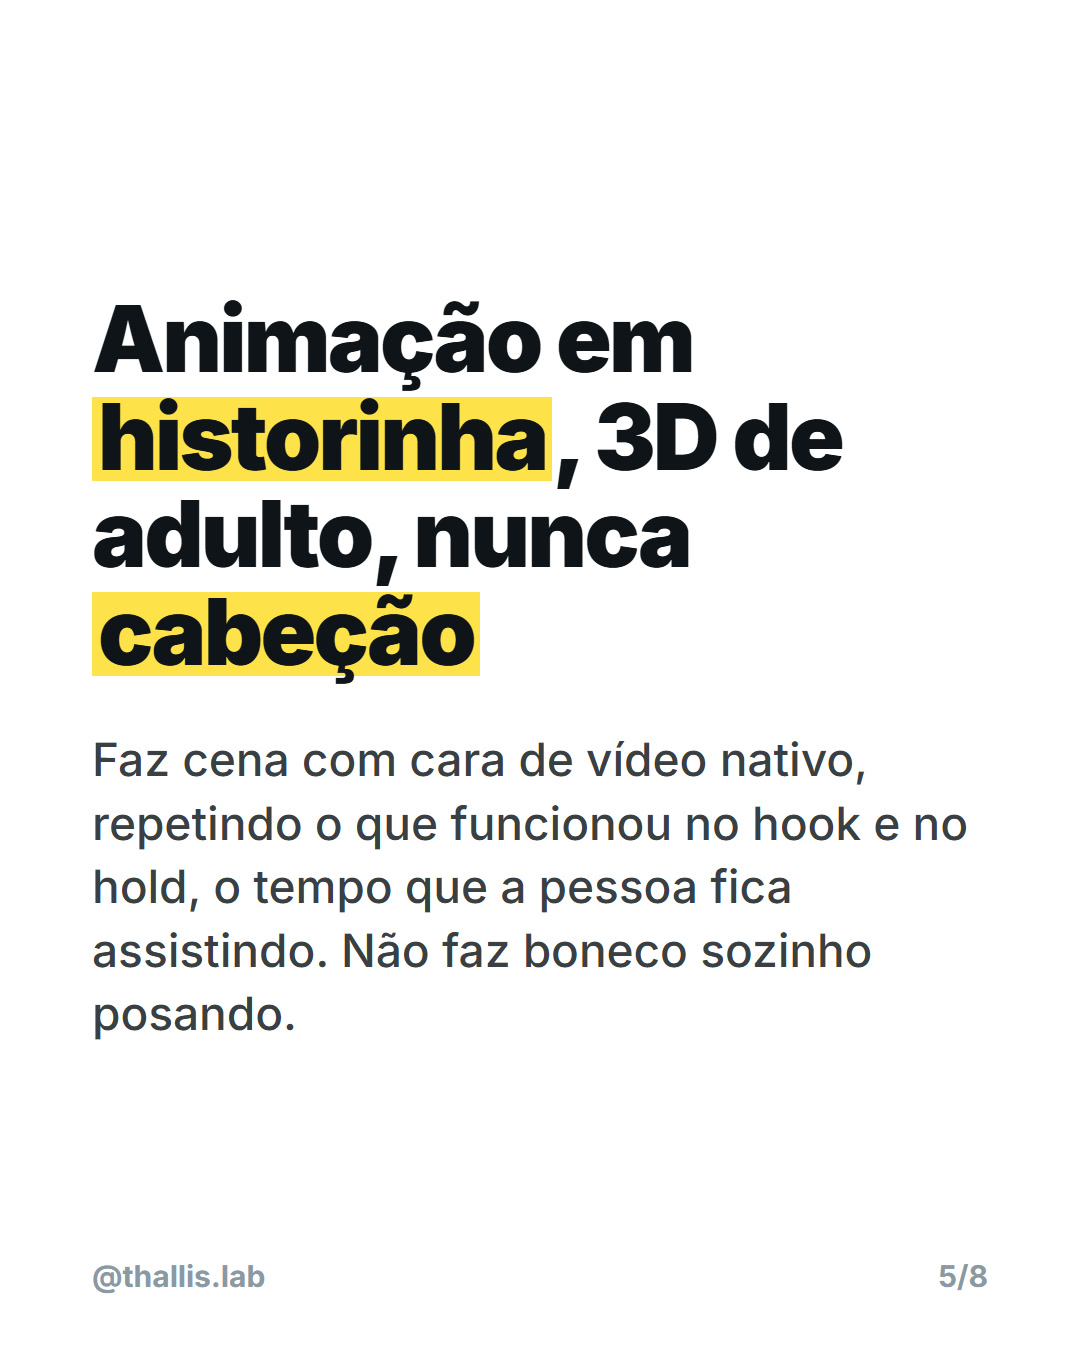 Animação em
historinha, 3D de
adulto, nunca
cabeção
Faz cena com cara de vídeo nativo,
repetindo o que funcionou no hook e no
hold, o tempo que a pessoa fica
assistindo. Não faz boneco sozinho
posando.
@thallis.lab
5/8